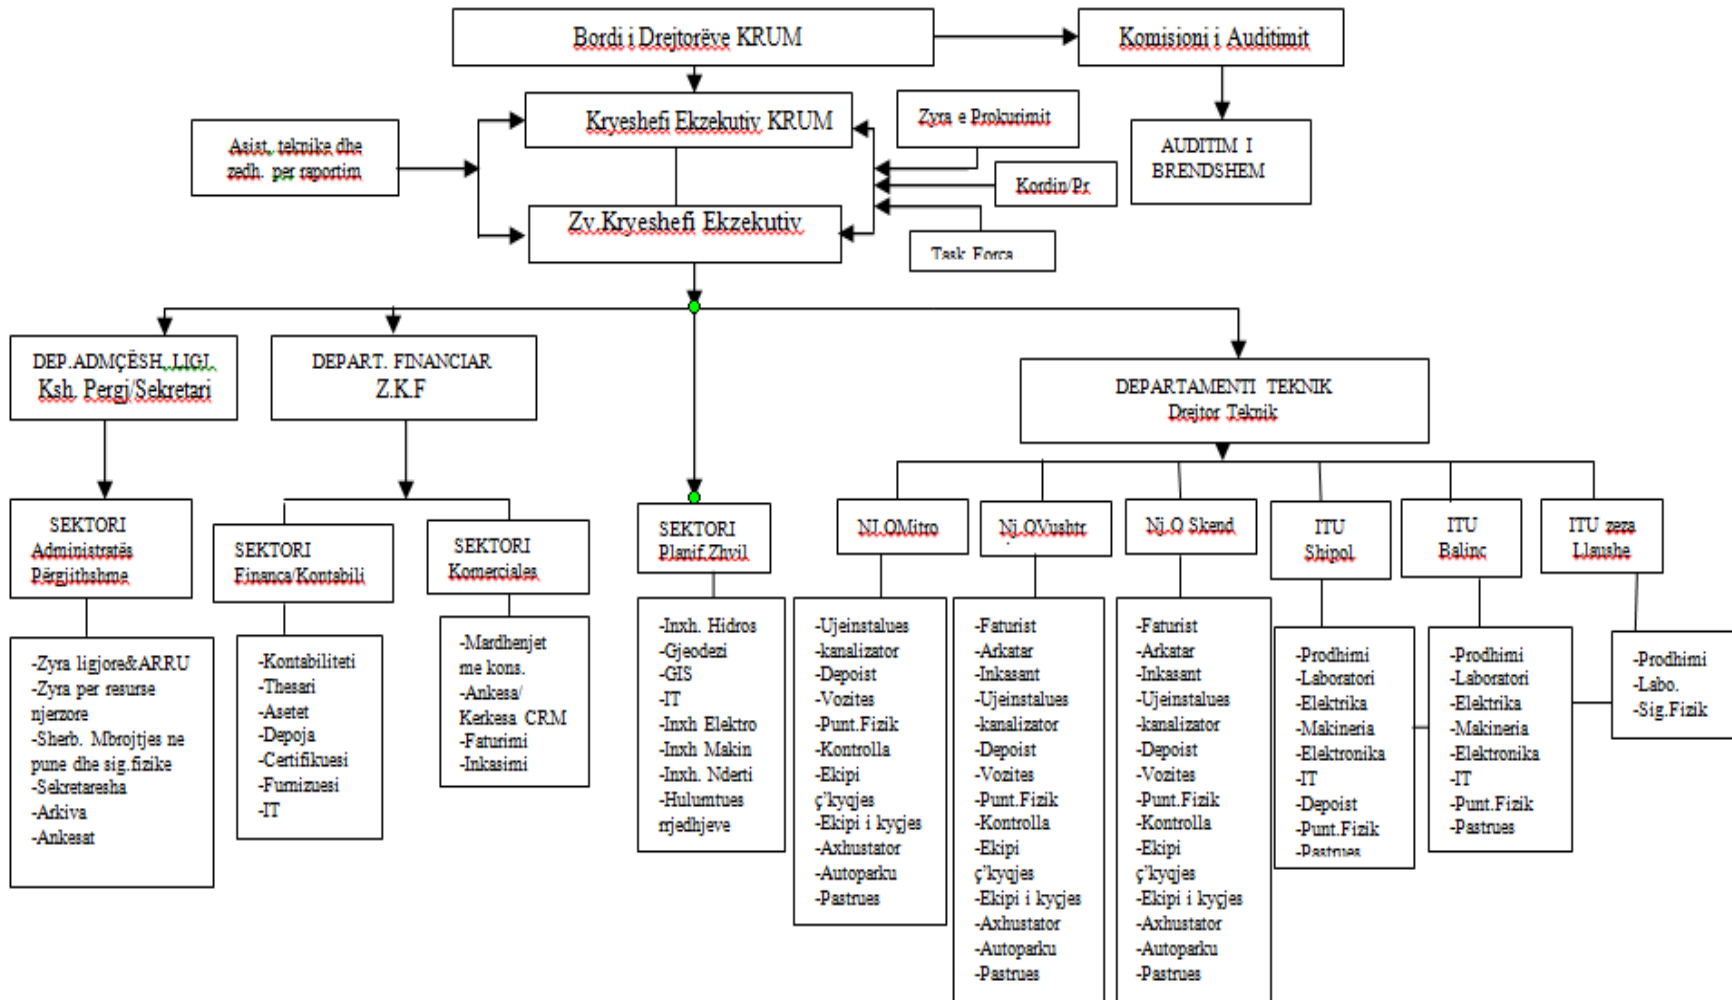 Bordi i Drejtorëve KRUM
Komisioni i Auditimit
Kryeshefi Ekzekutiv KRUM
Zyra e Prokurimit
AUDITIM I
BRENDSHEM
Asist. teknike dhe
zedh. per raportim
Kordin/Pr
Zv.Kryeshefi Ekzekutiv
Task Forca
DEP.ADMÇËSH. LIGJ.
Ksh. Pergj/Sekretari
DEPART. FINANCIAR
Z.K.F
DEPARTAMENTI TEKNIK
Drejtor Teknik
SEKTORI
Administratës
Përgjithshme
SEKTORI
Financa/Kontabili
SEKTORI
Komerciales
SEKTORI
Planif.Zhvil
NJ.OMitro
Nj.OVushtr.
Nj.O Skend
ITU
Shipol
ITU
Balinc
ITU zeza
Llaushe
-Zyra ligjore&ARRU
-Zyra per resurse
njerzore
-Sherb. Mbrojtjes ne
pune dhe sig.fizike
-Sekretaresha
-Arkiva
-Ankesat
-Kontabiliteti
-Thesari
-Asetet
-Depoja
-Certifikuesi
-Furnizuesi
-IT
-Mardhenjet
me kons.
-Ankesa/
Kerkesa CRM
-Faturimi
-Inkasimi
-Inxh. Hidros
-Gjeodezi
-GIS
-IT
-Inxh Elektro
-Inxh Makin
-Inxh. Nderti
-Hulumtues
rrjedhjeve
-Ujeinstalues
-kanalizator
-Depoist
-Vozites
-Punt.Fizik
-Kontrolla
-Ekipi
ç'kyqjes
-Ekipi i kyçjes
-Axhustator
-Autoparku
-Pastrues
-Faturist
-Arkatar
-Inkasant
-Ujeinstalues
-kanalizator
-Depoist
-Vozites
-Punt.Fizik
-Kontrolla
-Ekipi
ç'kyqjes
-Ekipi i kyçjes
-Axhustator
-Autoparku
-Pastrues
-Faturist
-Arkatar
-Inkasant
-Ujeinstalues
-kanalizator
-Depoist
-Vozites
-Punt.Fizik
-Kontrolla
-Ekipi
ç'kyqjes
-Ekipi i kyçjes
-Axhustator
-Autoparku
-Pastrues
-Prodhimi
-Laboratori
-Elektrika
-Makineria
-Elektronika
-IT
-Depoist
-Punt.Fizik
-Pastrues
-Prodhimi
-Laboratori
-Elektrika
-Makineria
-Elektronika
-IT
-Punt.Fizik
-Pastrues
-Prodhimi
-Labo.
-Sig.Fizik